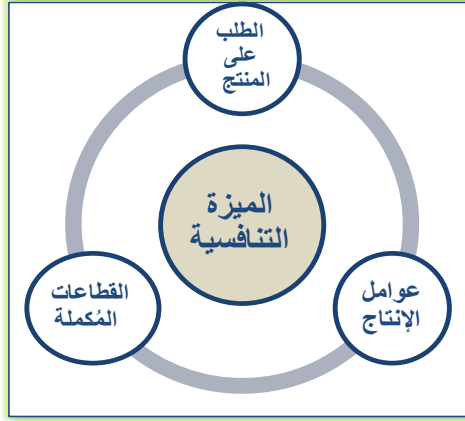 الطلب
على
المنتج
الميزة
التنافسية
عوامل
الإنتاج
القطاعات
المُكملة